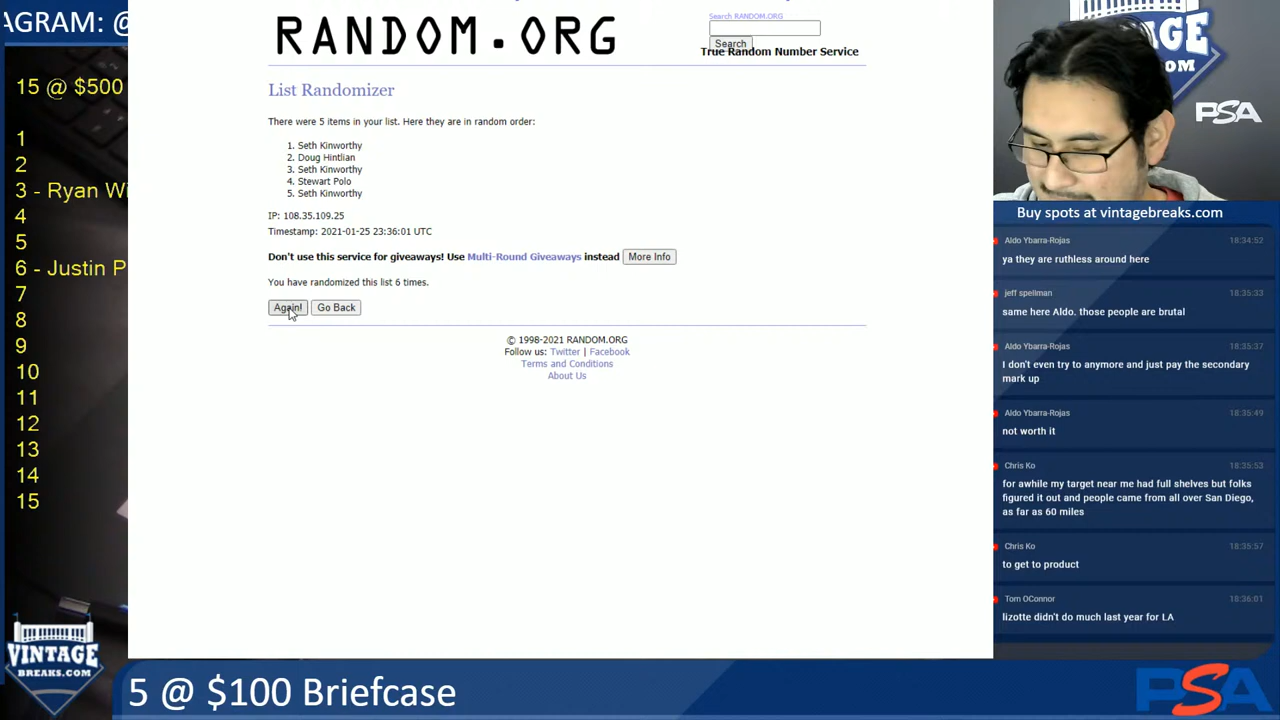 AGRAM: @
15 @ $500
1
2
3 - Ryan Wi
4
5
6 - Justin P
7
8
9
10
11
12
13
14
15
VINTAGE
BREAKS.COM
RANDOM.ORG
Search RANDOM.ORG
Search
True Random Number Service
List Randomizer
There were 5 items in your list. Here they are in random order:
1. Seth Kinworthy
2. Doug Hintlian
3. Seth Kinworthy
4. Stewart Polo
5. Seth Kinworthy
IP: 108.35.109.25
Timestamp: 2021-01-25 23:36:01 UTC
Don't use this service for giveaways! Use Multi-Round Giveaways instead More Info
You have randomized this list 6 times.
Again! Go Back
© 1998-2021 RANDOM.ORG
Follow us: Twitter | Facebook
Terms and Conditions
About Us
PSA
Buy spots at vintagebreaks.com
Aldo Ybarra-Rojas 18:34:52
ya they are ruthless around here
jeff spellman 18:35:33
same here Aldo. those people are brutal
Aldo Ybarra-Rojas 18:35:37
I don't even try to anymore and just pay the secondary
mark up
Aldo Ybarra-Rojas 18:35:49
not worth it
Chris Ko 18:35:53
for awhile my target near me had full shelves but folks
figured it out and people came from all over San Diego,
as far as 60 miles
Chris Ko 18:35:57
to get to product
Tom OConnor 18:36:01
lizotte didn't do much last year for LA
5 @ $100 Briefcase
PSA